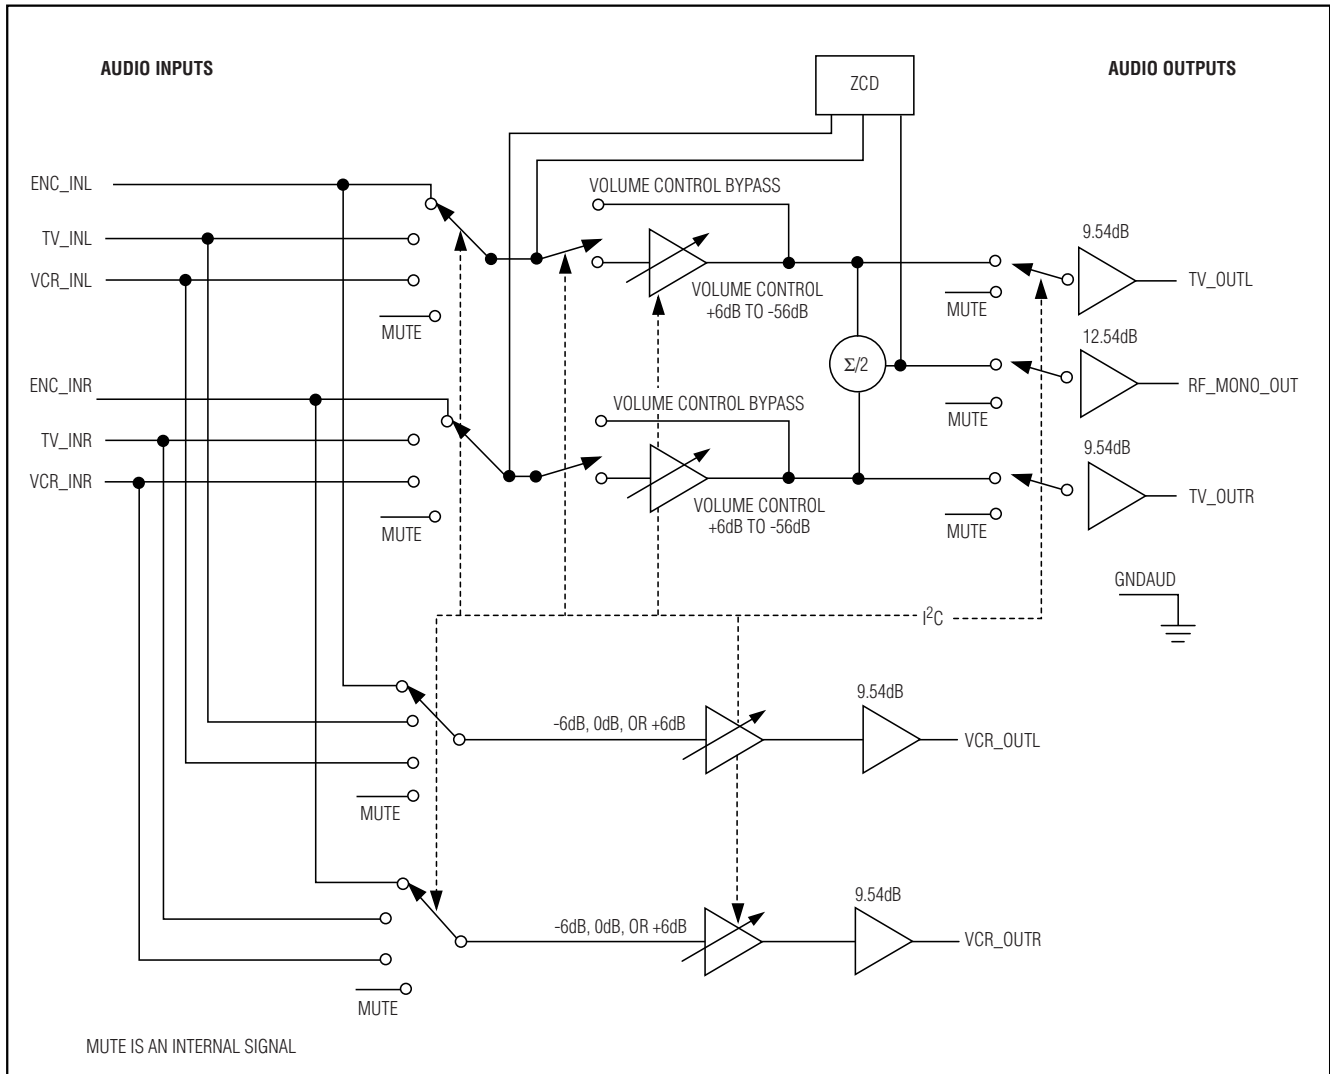 AUDIO INPUTS
ZCD
AUDIO OUTPUTS
ENC_INL
VOLUME CONTROL BYPASS
TV_INL
9.54dB
VCR_INL
TV_OUTL
VOLUME CONTROL
+6dB TO -56dB
MUTE
MUTE
12.54dB
Σ/2
ENC_INR
RF_MONO_OUT
VOLUME CONTROL BYPASS
MUTE
TV_INR
9.54dB
VCR_INR
TV_OUTR
VOLUME CONTROL
+6dB TO -56dB
MUTE
MUTE
GNDAUD
I²C
9.54dB
-6dB, 0dB, OR +6dB
VCR_OUTL
MUTE
9.54dB
-6dB, 0dB, OR +6dB
VCR_OUTR
MUTE
MUTE IS AN INTERNAL SIGNAL